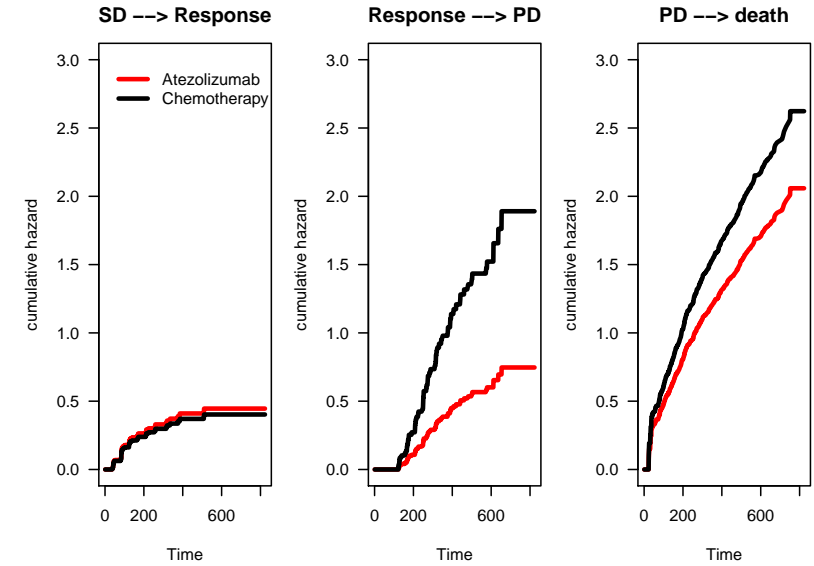 SD −−> Response
3.0
2.5
2.0
1.5
1.0
0.5
0.0
cumulative hazard
Atezolizumab
Chemotherapy
0 200 600
Time
Response −−> PD
3.0
2.5
2.0
1.5
1.0
0.5
0.0
cumulative hazard
0 200 600
Time
PD −−> death
3.0
2.5
2.0
1.5
1.0
0.5
0.0
cumulative hazard
0 200 600
Time